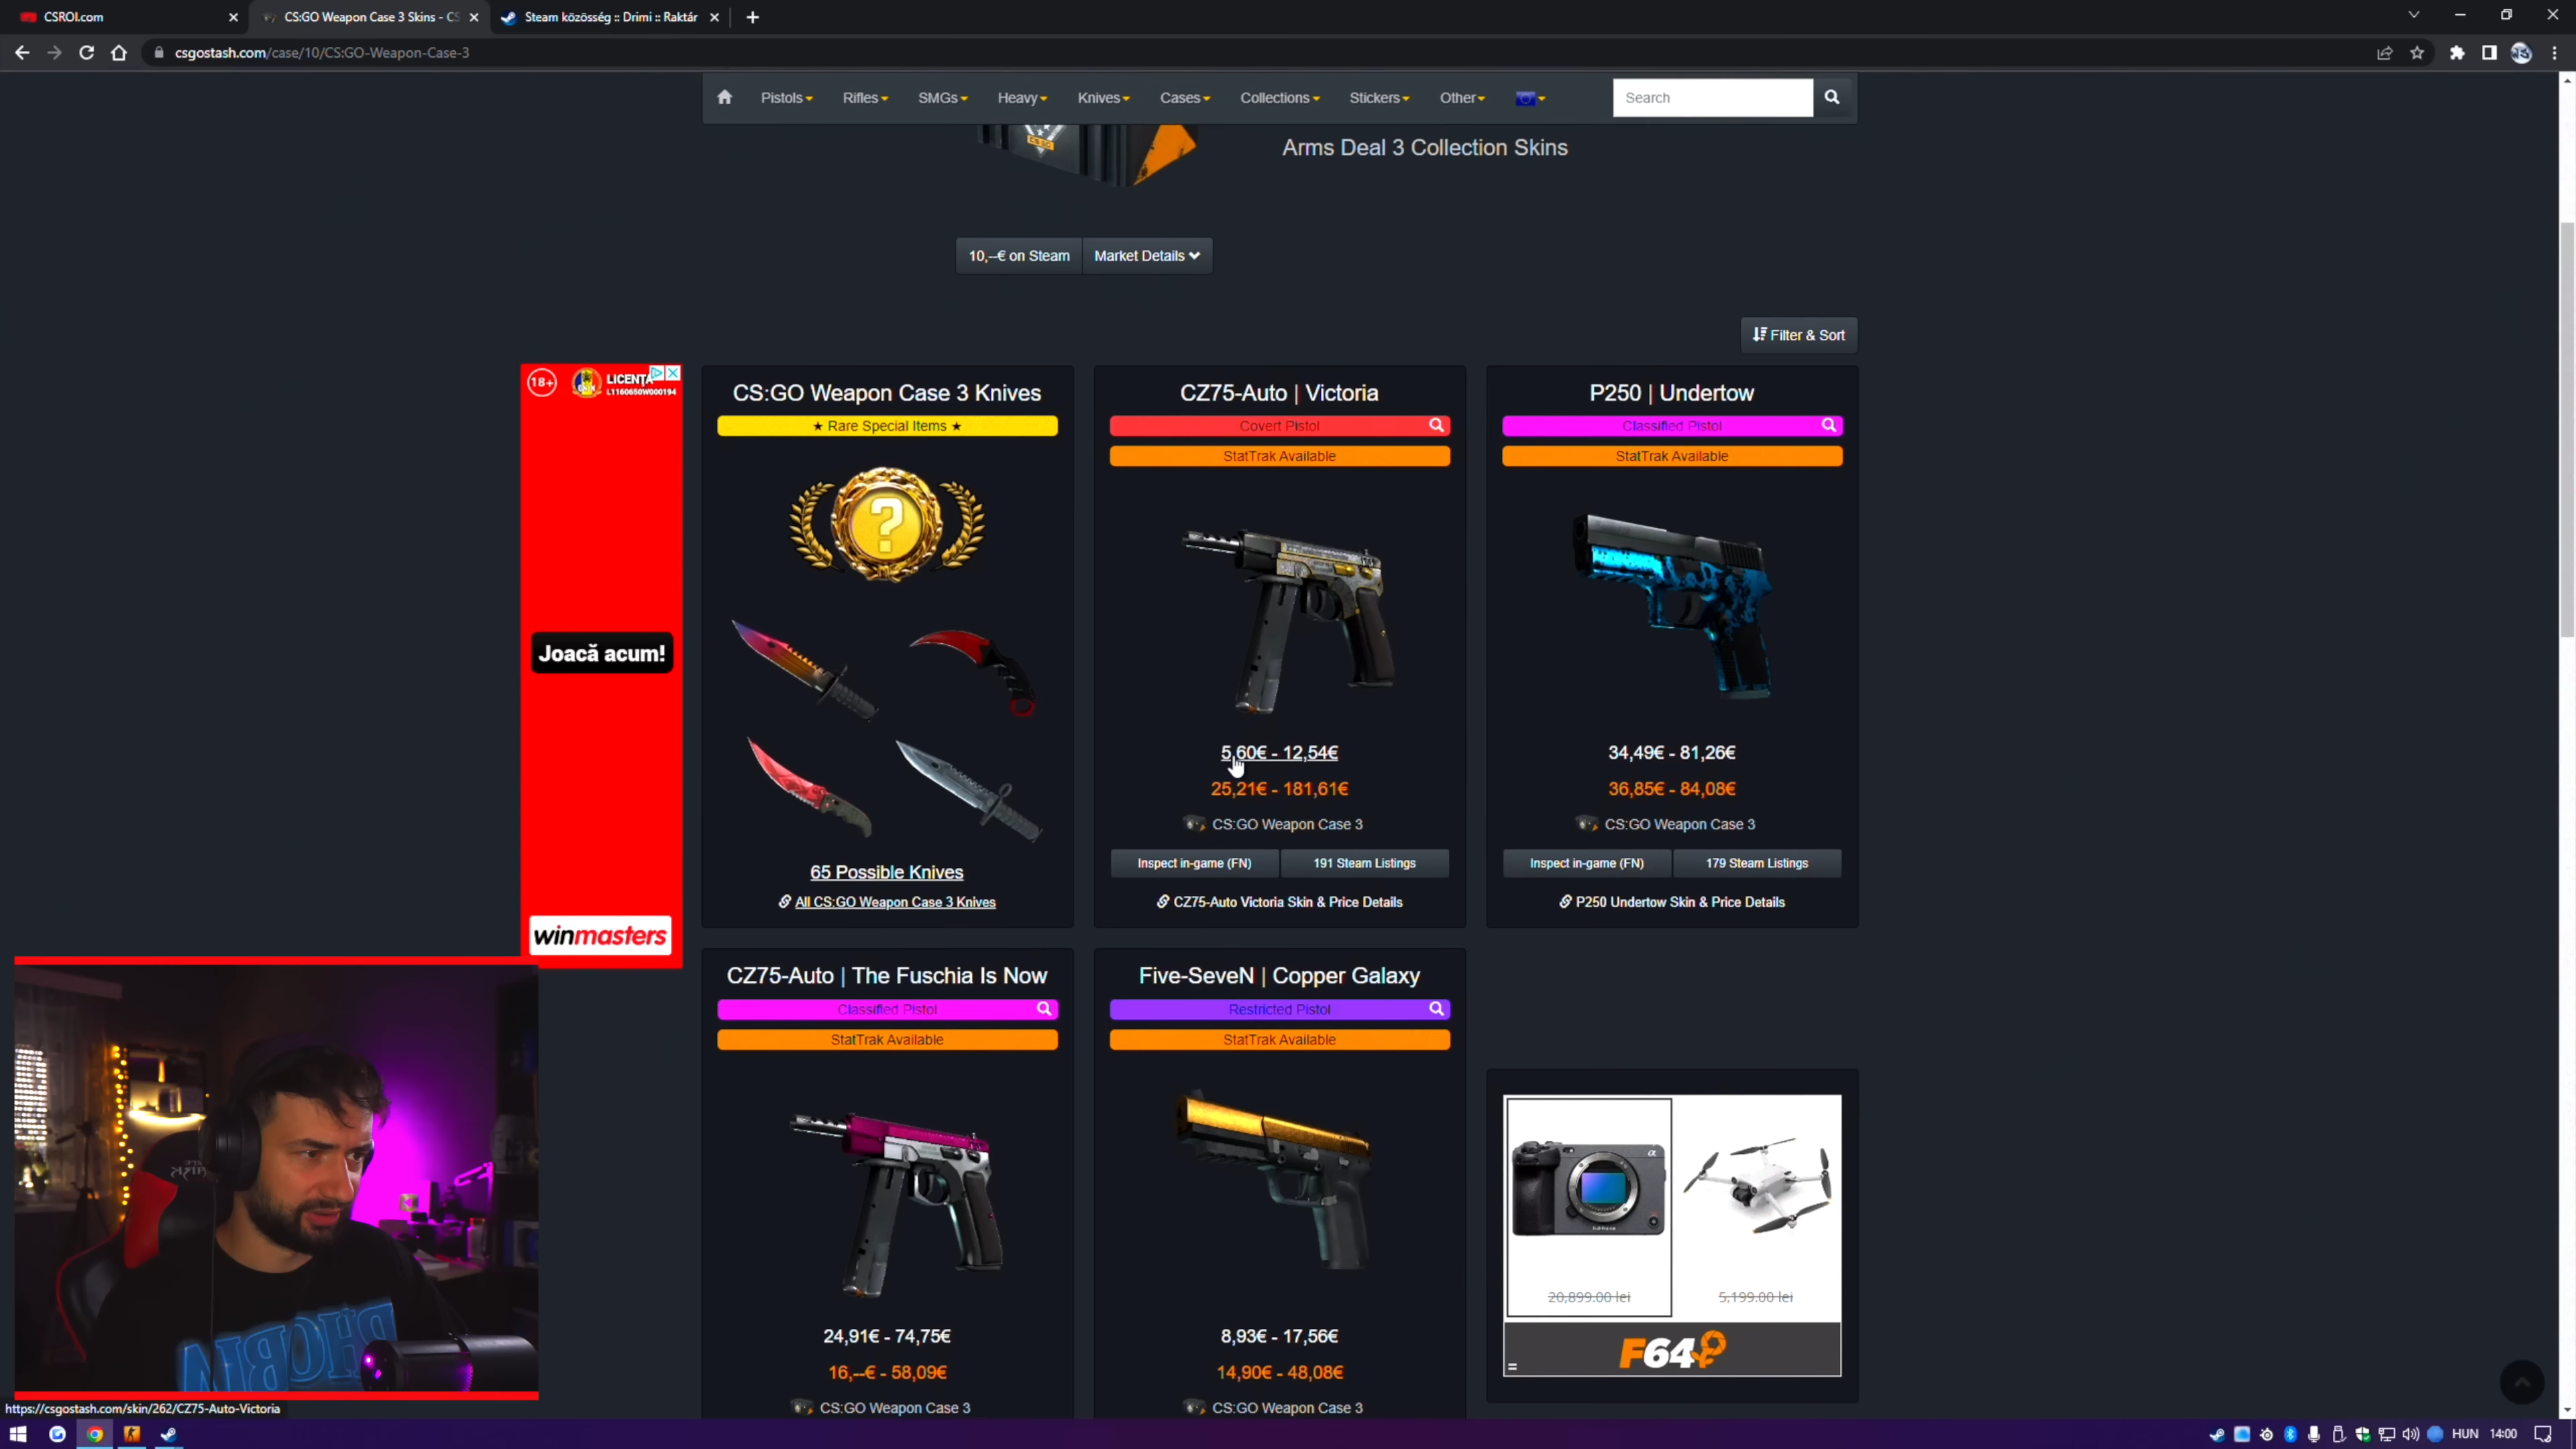 CSROI.com
CS:GO Weapon Case 3 Skins - CS
Steam közösség :: Drimi :: Raktár
csgostash.com/case/10/CS:GO-Weapon-Case-3
Pistols
Rifles
SMGs
Heavy
Knives
Cases
Collections
Stickers
Other
Search
Arms Deal 3 Collection Skins
10,--€ on Steam
Market Details
Filter & Sort
18+
LICENȚA
L1160650W000194
Joacă acum!
winmasters
CS:GO Weapon Case 3 Knives
★ Rare Special Items ★
65 Possible Knives
All CS:GO Weapon Case 3 Knives
CZ75-Auto | Victoria
Covert Pistol
StatTrak Available
5,60€ - 12,54€
25,21€ - 181,61€
CS:GO Weapon Case 3
Inspect in-game (FN)
191 Steam Listings
CZ75-Auto Victoria Skin & Price Details
P250 | Undertow
Classified Pistol
StatTrak Available
34,49€ - 81,26€
36,85€ - 84,08€
CS:GO Weapon Case 3
Inspect in-game (FN)
179 Steam Listings
P250 Undertow Skin & Price Details
CZ75-Auto | The Fuschia Is Now
Classified Pistol
StatTrak Available
24,91€ - 74,75€
16,--€ - 58,09€
CS:GO Weapon Case 3
Five-SeveN | Copper Galaxy
Restricted Pistol
StatTrak Available
8,93€ - 17,56€
14,90€ - 48,08€
CS:GO Weapon Case 3
20,899.00 lei
5,199.00 lei
F64
https://csgostash.com/skin/262/CZ75-Auto-Victoria
HUN
14:00